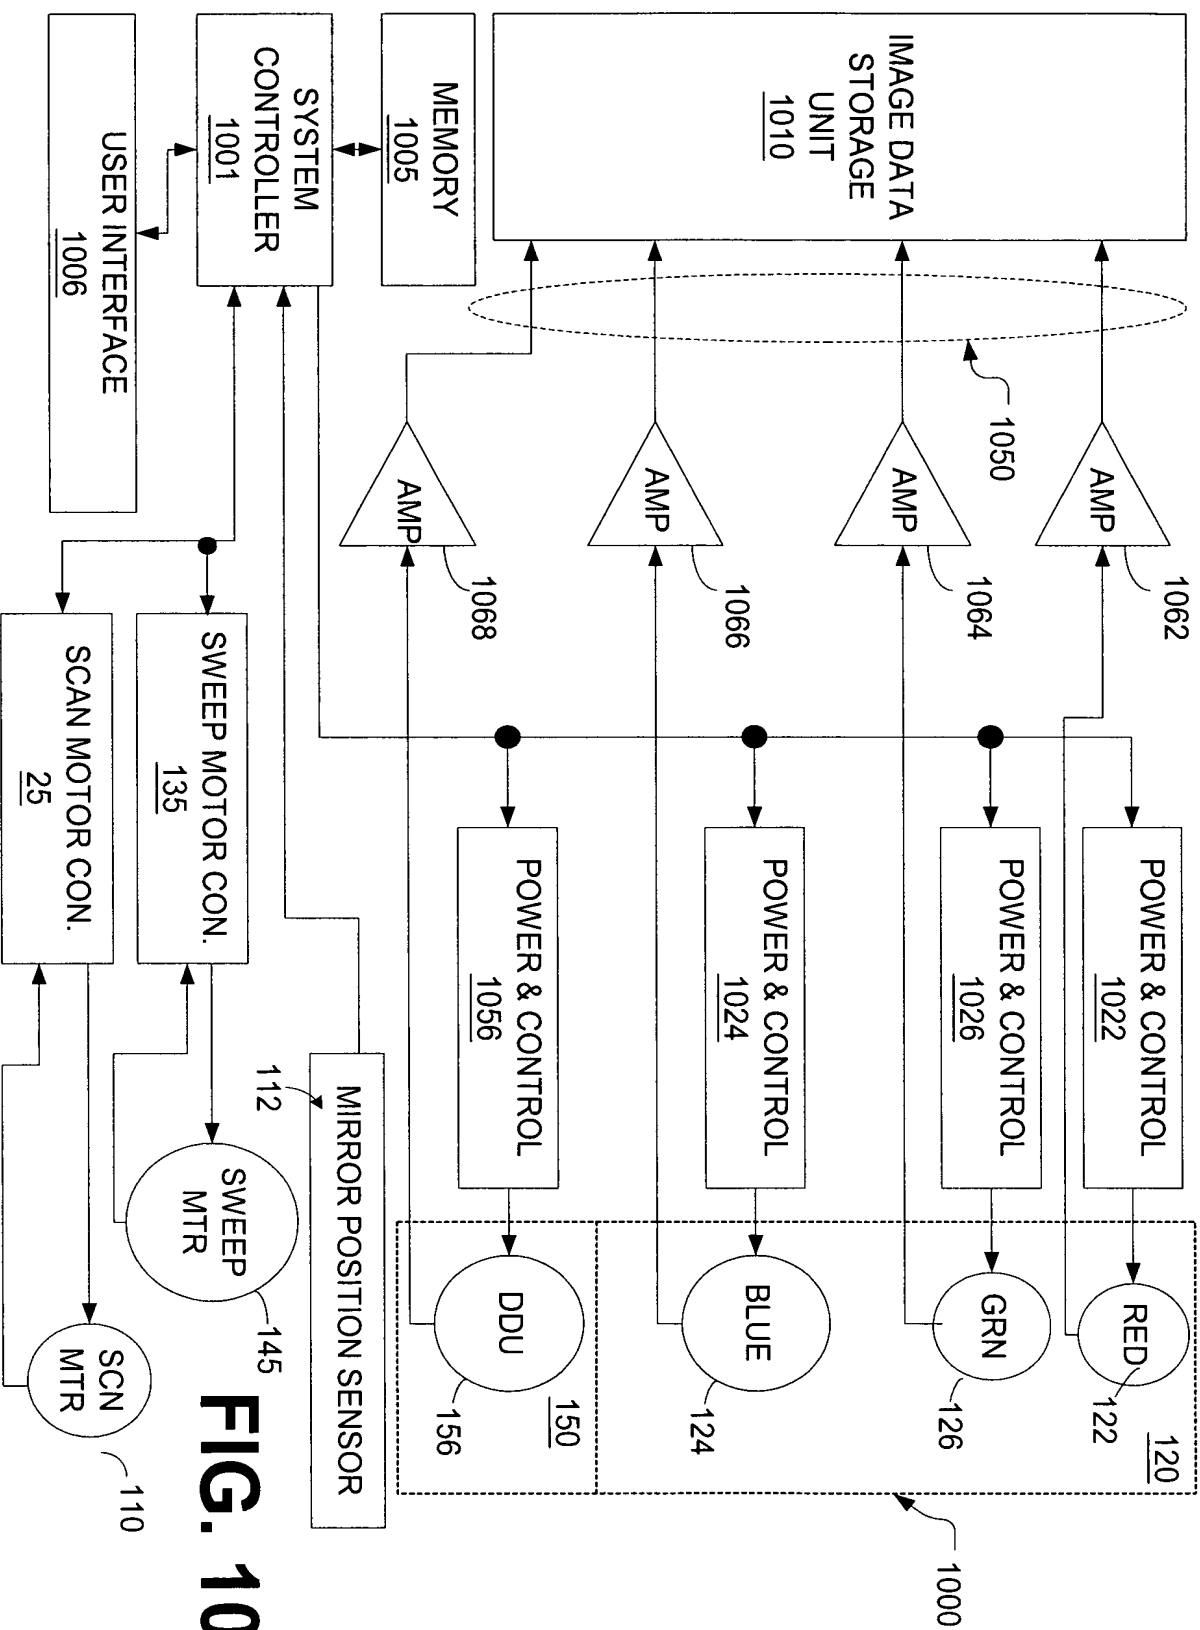 IMAGE DATA
STORAGE
UNIT
1010
MEMORY
1005
SYSTEM
CONTROLLER
1001
USER INTERFACE
1006
1050
AMP
1062
AMP
1064
AMP
1066
AMP
1068
POWER & CONTROL
1022
POWER & CONTROL
1026
POWER & CONTROL
1024
POWER & CONTROL
1056
SWEEP MOTOR CON.
135
SCAN MOTOR CON.
25
120
RED
122
GRN
126
BLUE
124
150
DDU
156
1000
MIRROR POSITION SENSOR
112
SWEEP
MTR
145
SCN
MTR
110
FIG. 10